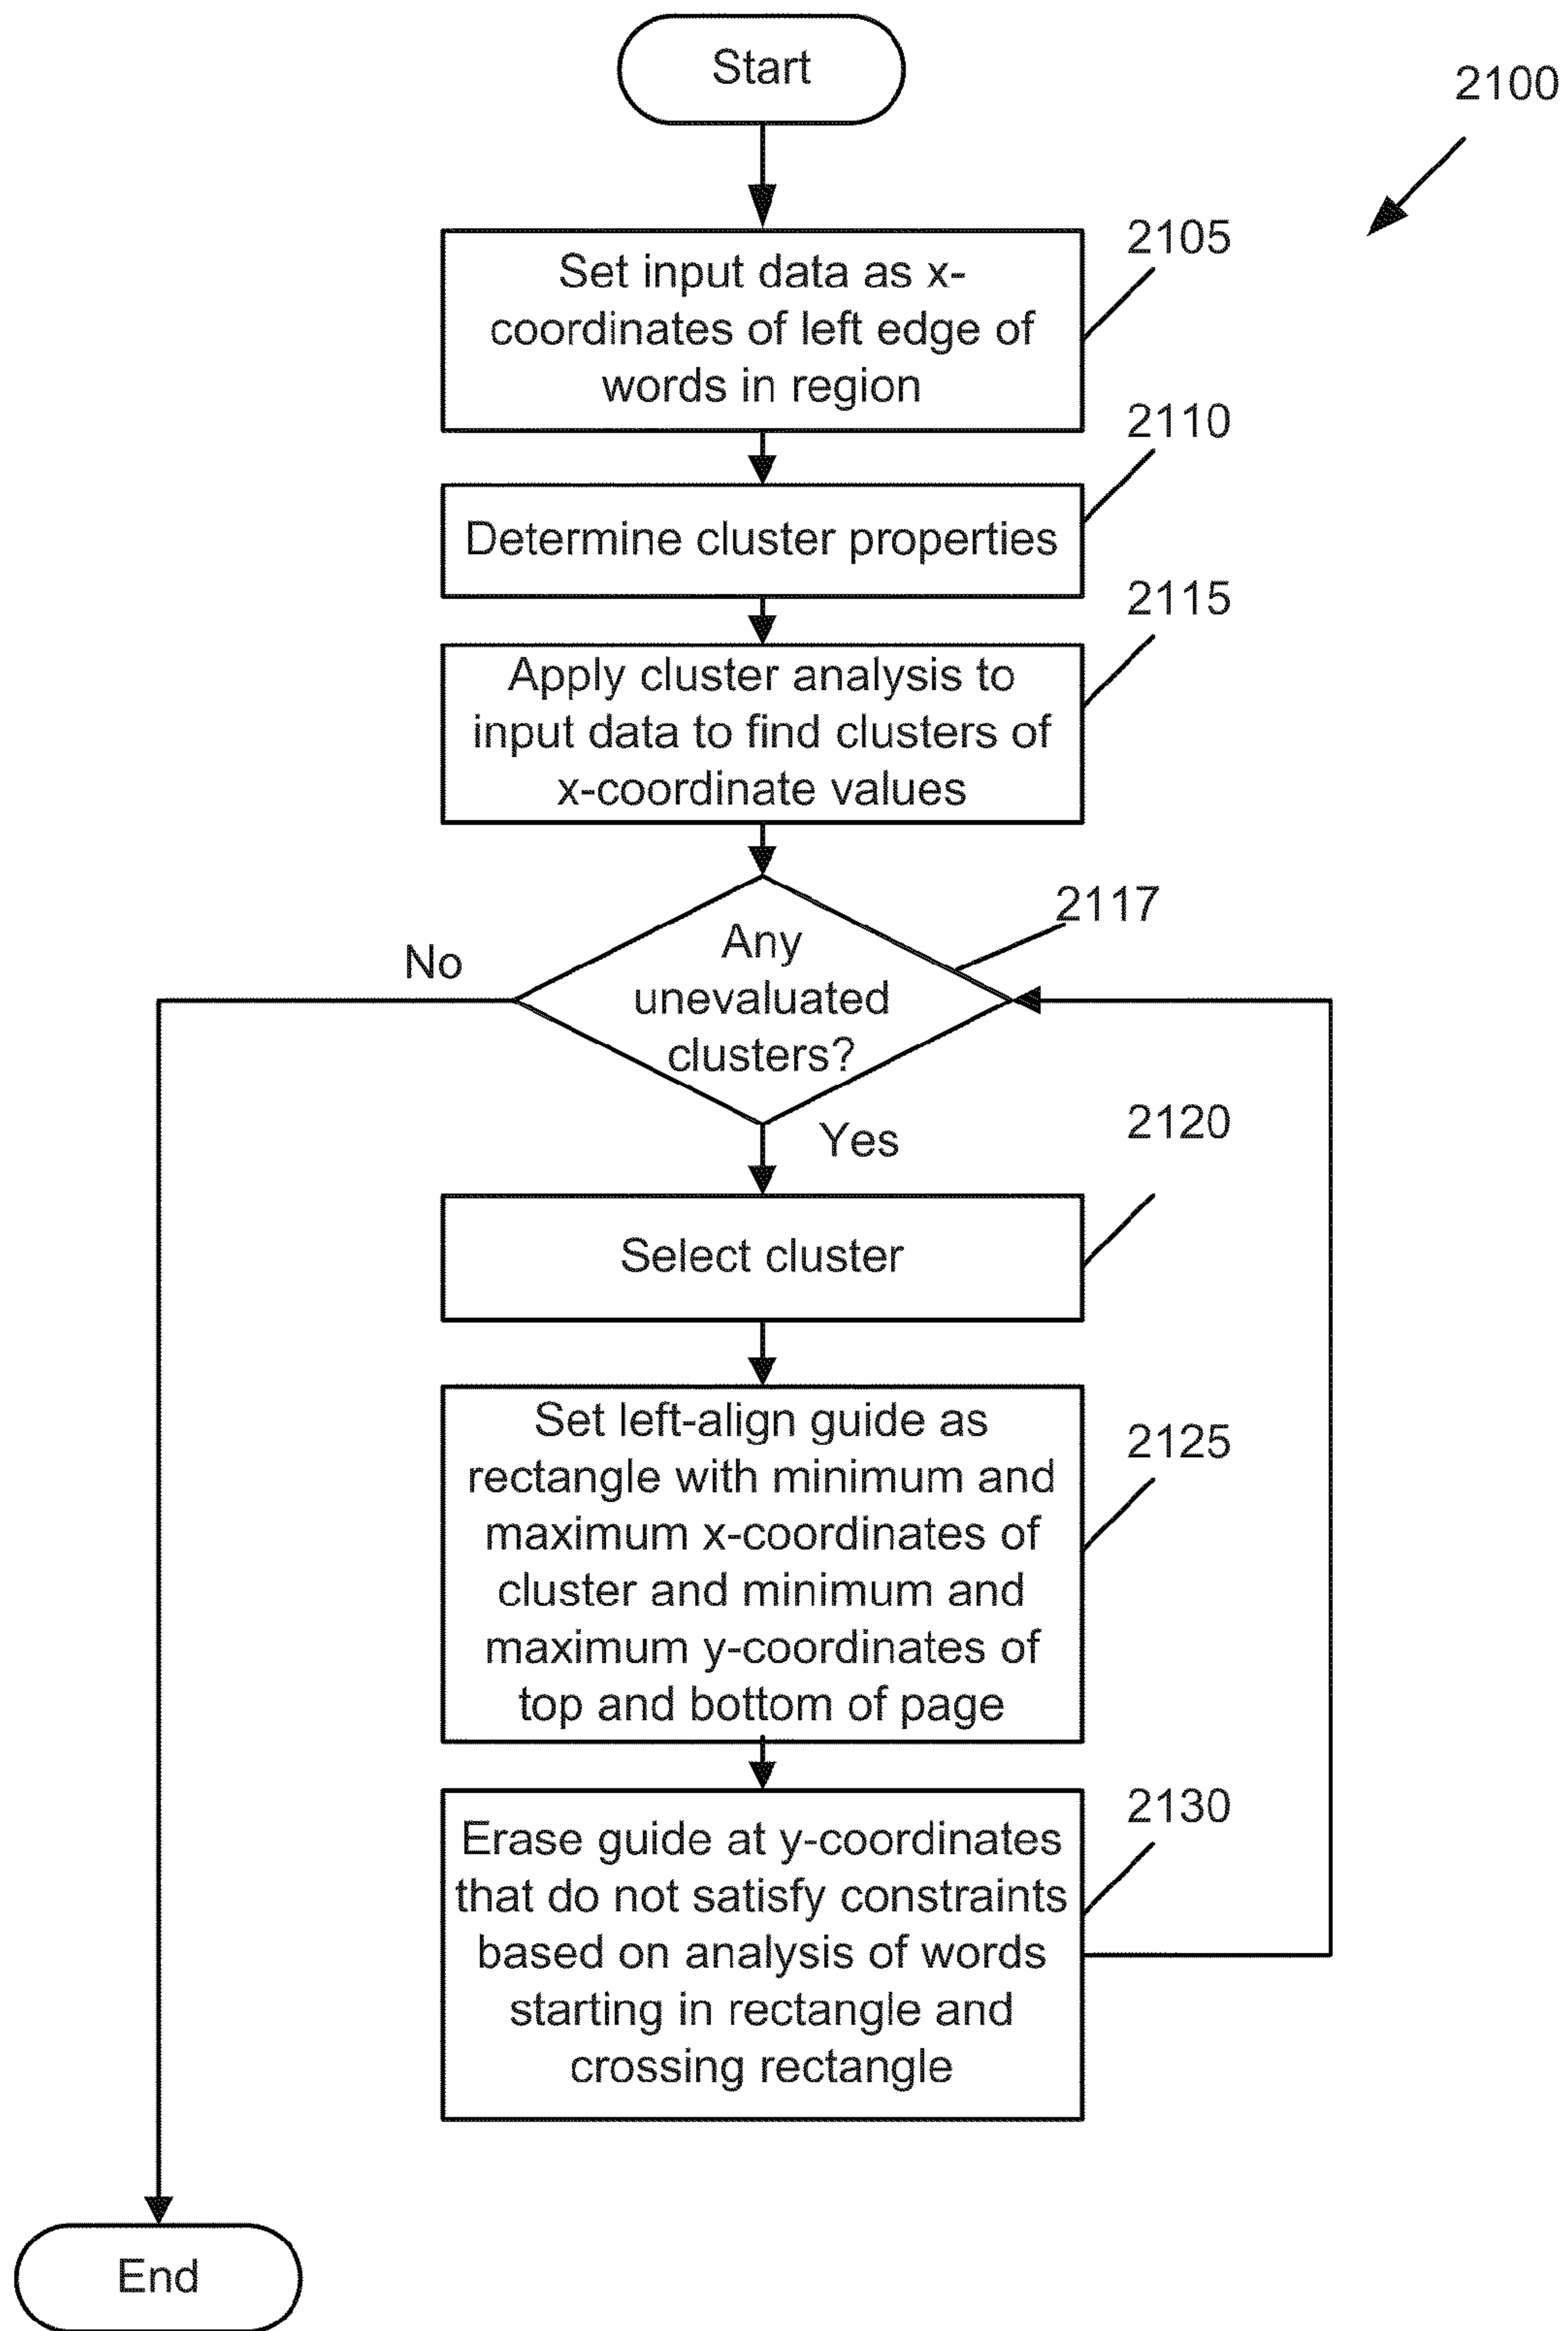 Start
2100
2105
Set input data as x-
coordinates of left edge of
words in region
2110
Determine cluster properties
2115
Apply cluster analysis to
input data to find clusters of
x-coordinate values
2117
No
Any
unevaluated
clusters?
Yes
2120
Select cluster
2125
Set left-align guide as
rectangle with minimum and
maximum x-coordinates of
cluster and minimum and
maximum y-coordinates of
top and bottom of page
2130
Erase guide at y-coordinates
that do not satisfy constraints
based on analysis of words
starting in rectangle and
crossing rectangle
End